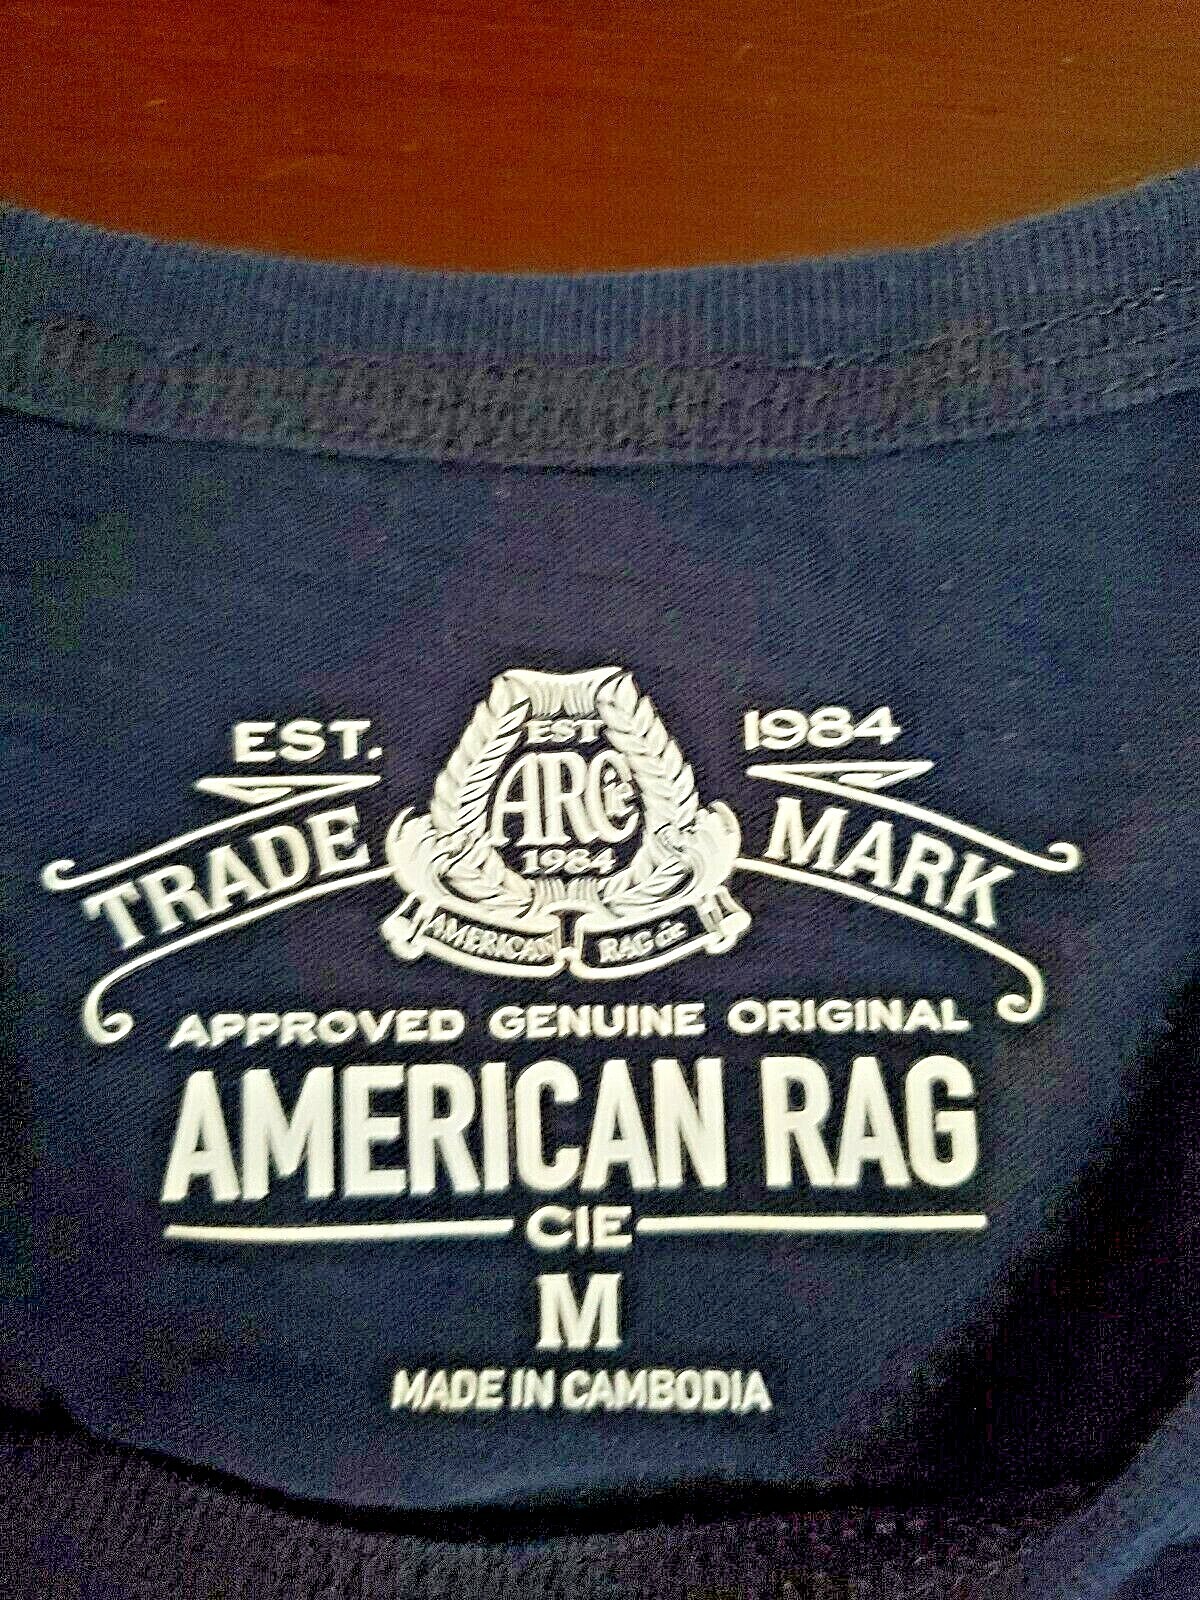 EST. 1984
TRADE MARK
EST
ARCie
1984
AMERICAN RAG cie
APPROVED GENUINE ORIGINAL
AMERICAN RAG
CIE
M
MADE IN CAMBODIA